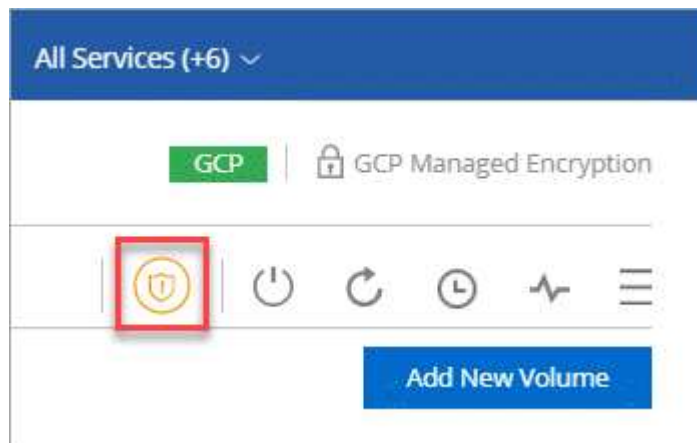 All Services (+6)
GCP
GCP Managed Encryption
Add New Volume